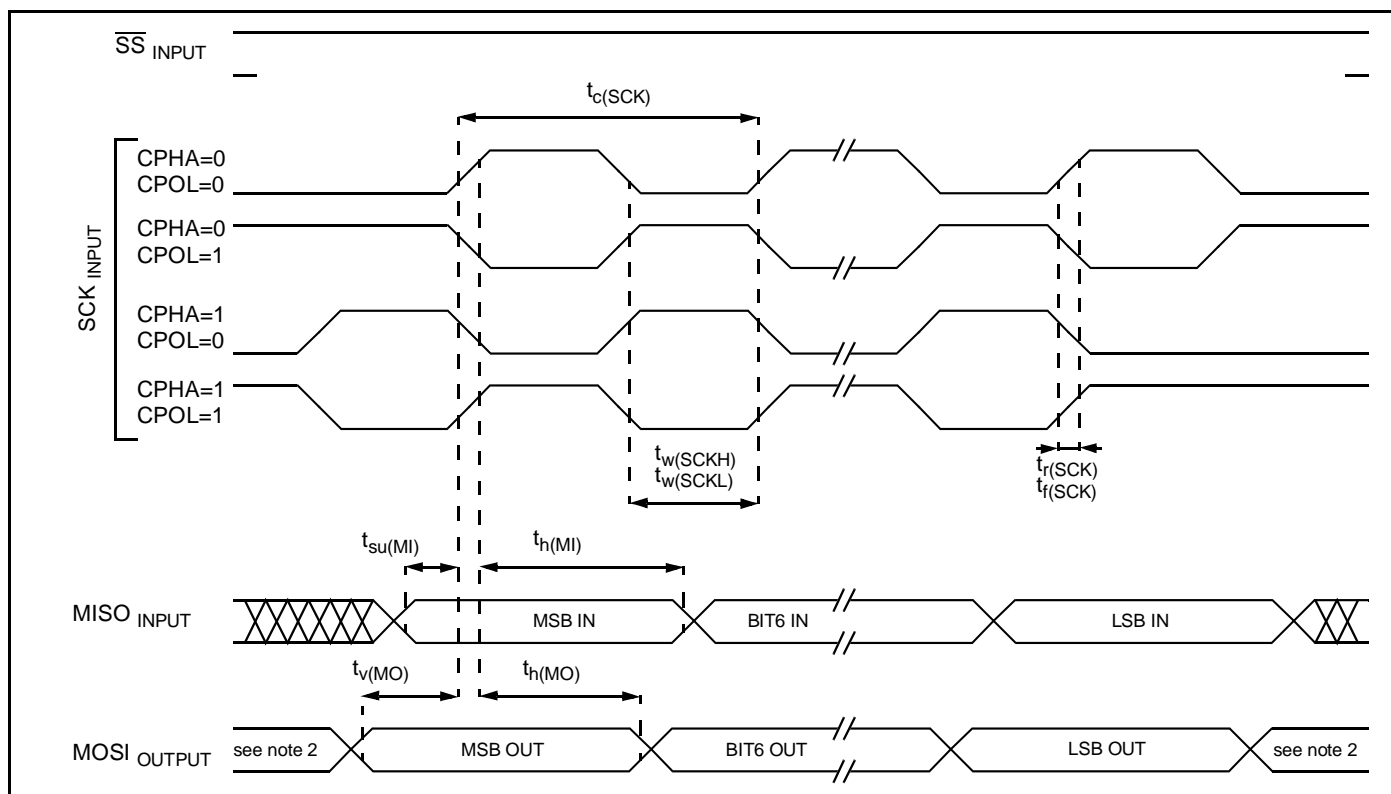 SS INPUT
tc(SCK)
SCK INPUT
CPHA=0
CPOL=0
CPHA=0
CPOL=1
CPHA=1
CPOL=0
CPHA=1
CPOL=1
tw(SCKH)
tw(SCKL)
tr(SCK)
tf(SCK)
tsu(MI)
th(MI)
MISO INPUT
MSB IN
BIT6 IN
LSB IN
tv(MO)
th(MO)
MOSI OUTPUT
see note 2
MSB OUT
BIT6 OUT
LSB OUT
see note 2